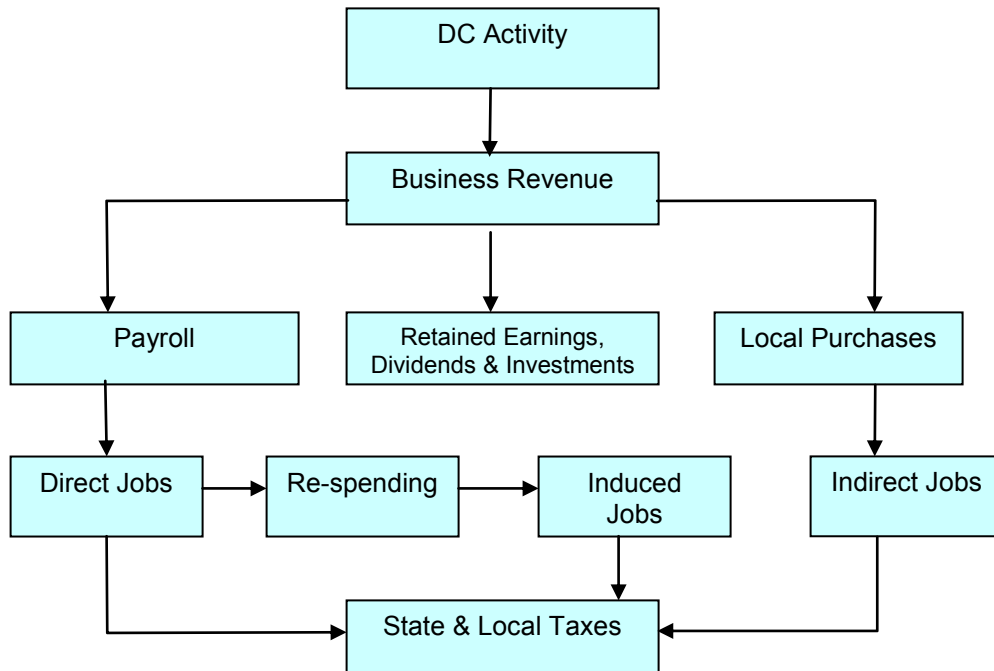 DC Activity
Business Revenue
Payroll
Retained Earnings,
Dividends & Investments
Local Purchases
Direct Jobs
Re-spending
Induced
Jobs
Indirect Jobs
State & Local Taxes